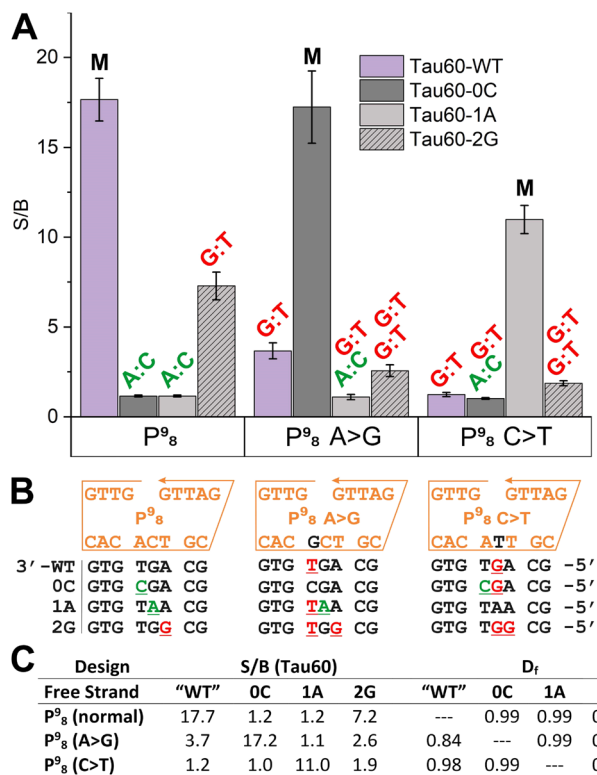 A
M
M
M
Tau60-WT
Tau60-0C
Tau60-1A
Tau60-2G
S/B
20
15
10
5
0
A:C
A:C
G:T
G:T
G:T
A:C
G:T
G:T
G:T
G:T
A:C
G:T
G:T
P⁹₈
P⁹₈ A>G
P⁹₈ C>T
B
GTTG GTTAG
P⁹₈
CAC ACT GC
GTTG GTTAG
P⁹₈ A>G
CAC GCT GC
GTTG GTTAG
P⁹₈ C>T
CAC ATT GC
3′-WT GTG TGA CG GTG TGA CG GTG TGA CG -5′
0C GTG CGA CG GTG CGA CG GTG CGA CG -5′
1A GTG TAA CG GTG TAA CG GTG TAA CG -5′
2G GTG TGG CG GTG TGG CG GTG TGG CG -5′
C
Design S/B (Tau60) Df
Free Strand “WT” 0C 1A 2G “WT” 0C 1A
P⁹₈ (normal) 17.7 1.2 1.2 7.2 --- 0.99 0.99
P⁹₈ (A>G) 3.7 17.2 1.1 2.6 0.84 --- 0.99
P⁹₈ (C>T) 1.2 1.0 11.0 1.9 0.98 0.99 ---